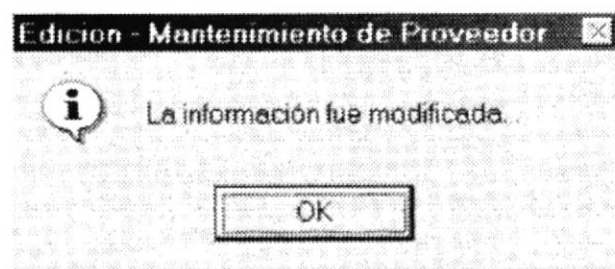 Edicion - Mantenimiento de Proveedor
La información fue modificada.
OK